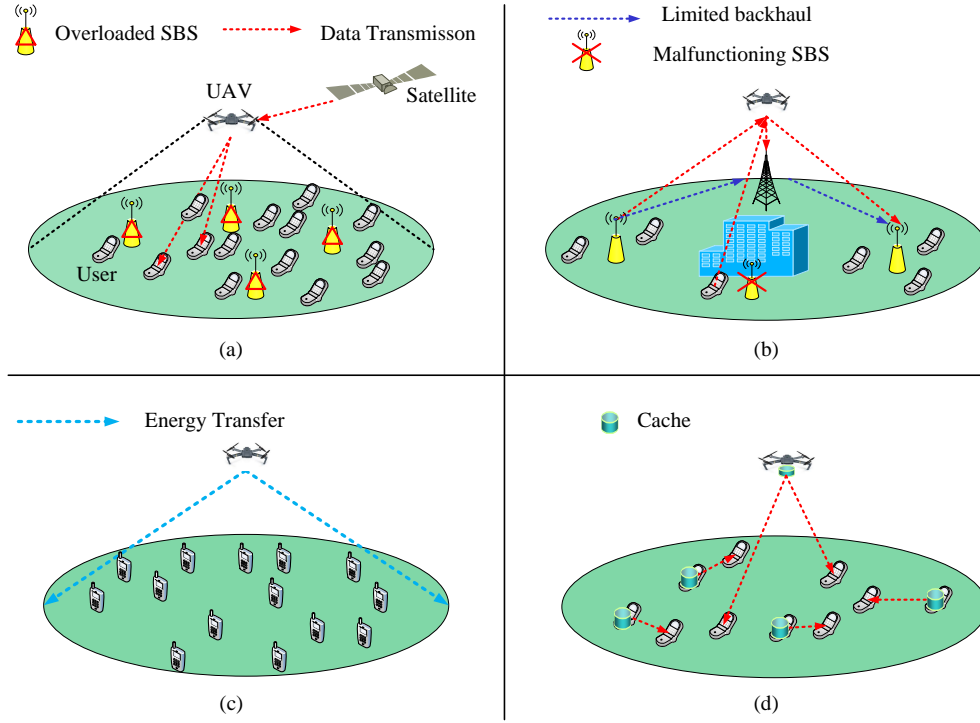 Overloaded SBS
Data Transmisson
UAV
Satellite
User
(a)
Limited backhaul
Malfunctioning SBS
(b)
Energy Transfer
(c)
Cache
(d)